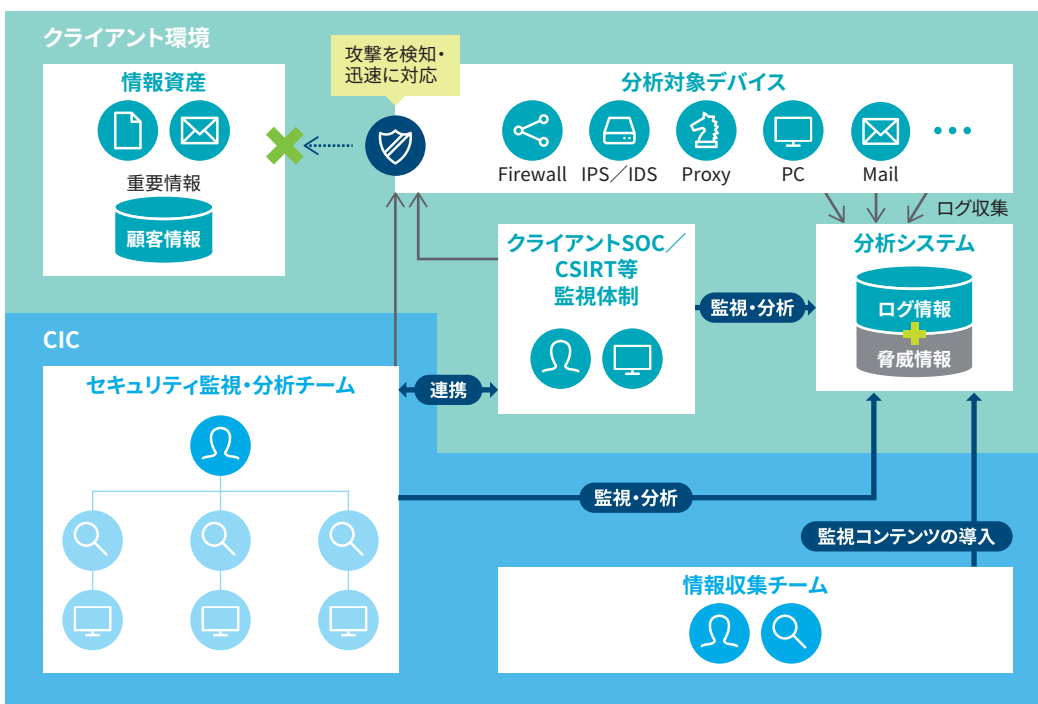 クライアント環境
攻撃を検知・
迅速に対応
情報資産
重要情報
顧客情報
分析対象デバイス
Firewall
IPS／IDS
Proxy
PC
Mail
ログ収集
クライアントSOC／
CSIRT等
監視体制
監視・分析
分析システム
ログ情報
脅威情報
CIC
セキュリティ監視・分析チーム
連携
監視・分析
監視コンテンツの導入
情報収集チーム